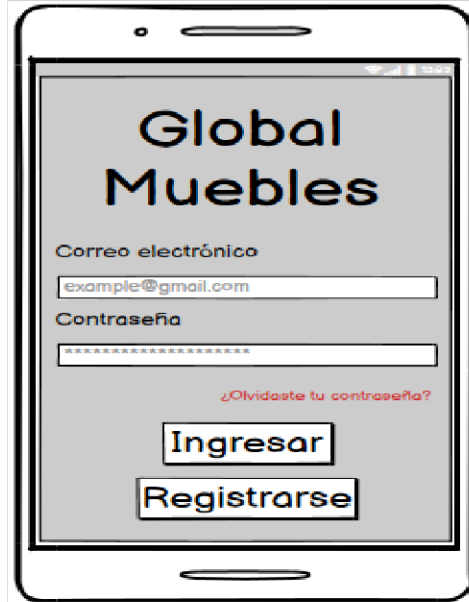 Global
Muebles
Correo electrónico
example@gmail.com
Contraseña
********************
¿Olvidaste tu contraseña?
Ingresar
Registrarse